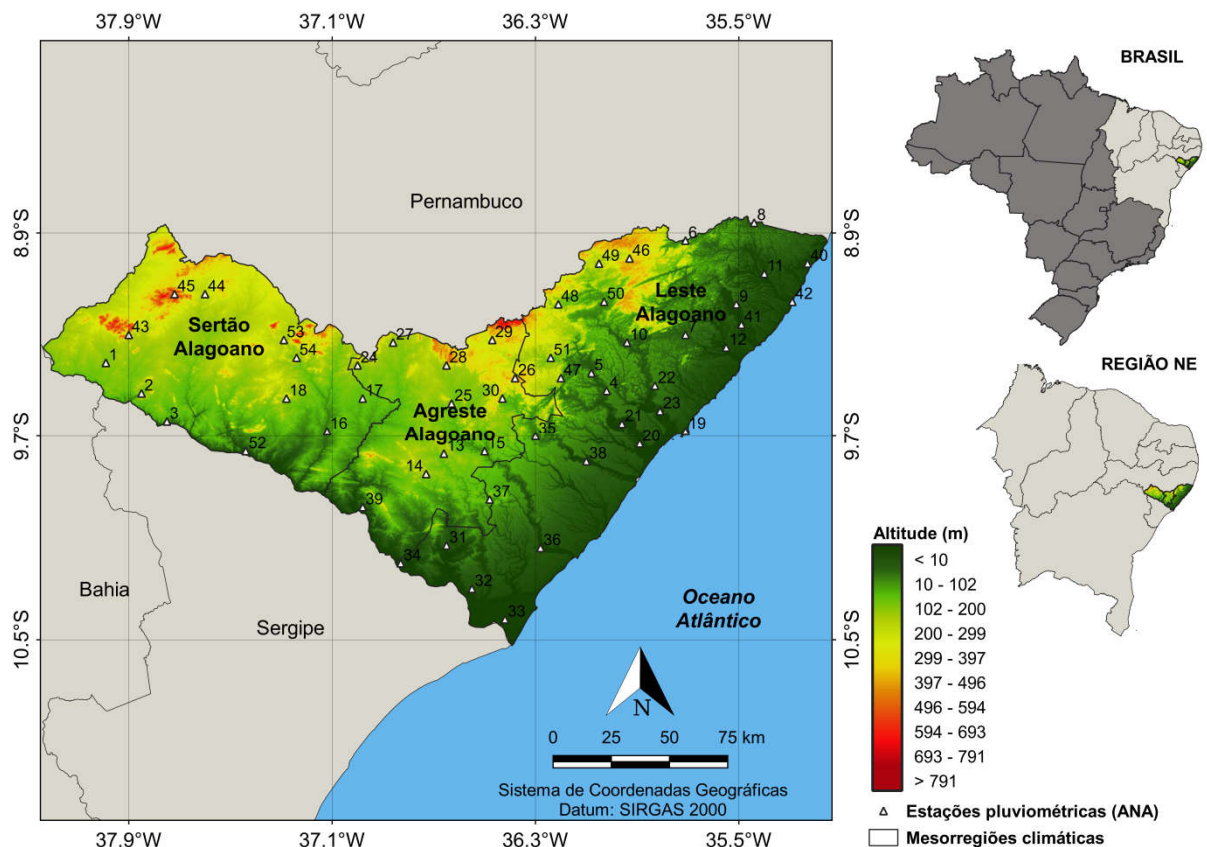 37.9°W 37.1°W 36.3°W 35.5°W
BRASIL
Pernambuco
8
8.9°S 8.9°S
6
49 46
40
11
45 44
Leste
Alagoano
48 50 9 42
43
Sertão
Alagoano
53 27 29 10 41
54 24 28 51 12
1
REGIÃO NE
26 47 5
2 18 17 25 30 4 22
Agreste
Alagoano
3 16 21 23 19
9.7°S 9.7°S
52 13 15 35 20
14 38
39 37
31 36
34
Altitude (m)
< 10
10 - 102
102 - 200
200 - 299
299 - 397
397 - 496
496 - 594
594 - 693
693 - 791
> 791
Bahia
32
33
Sergipe
Oceano
Atlântico
10.5°S 10.5°S
N
0 25 50 75 km
Sistema de Coordenadas Geográficas
Datum: SIRGAS 2000
Estações pluviométricas (ANA)
Mesorregiões climáticas
37.9°W 37.1°W 36.3°W 35.5°W